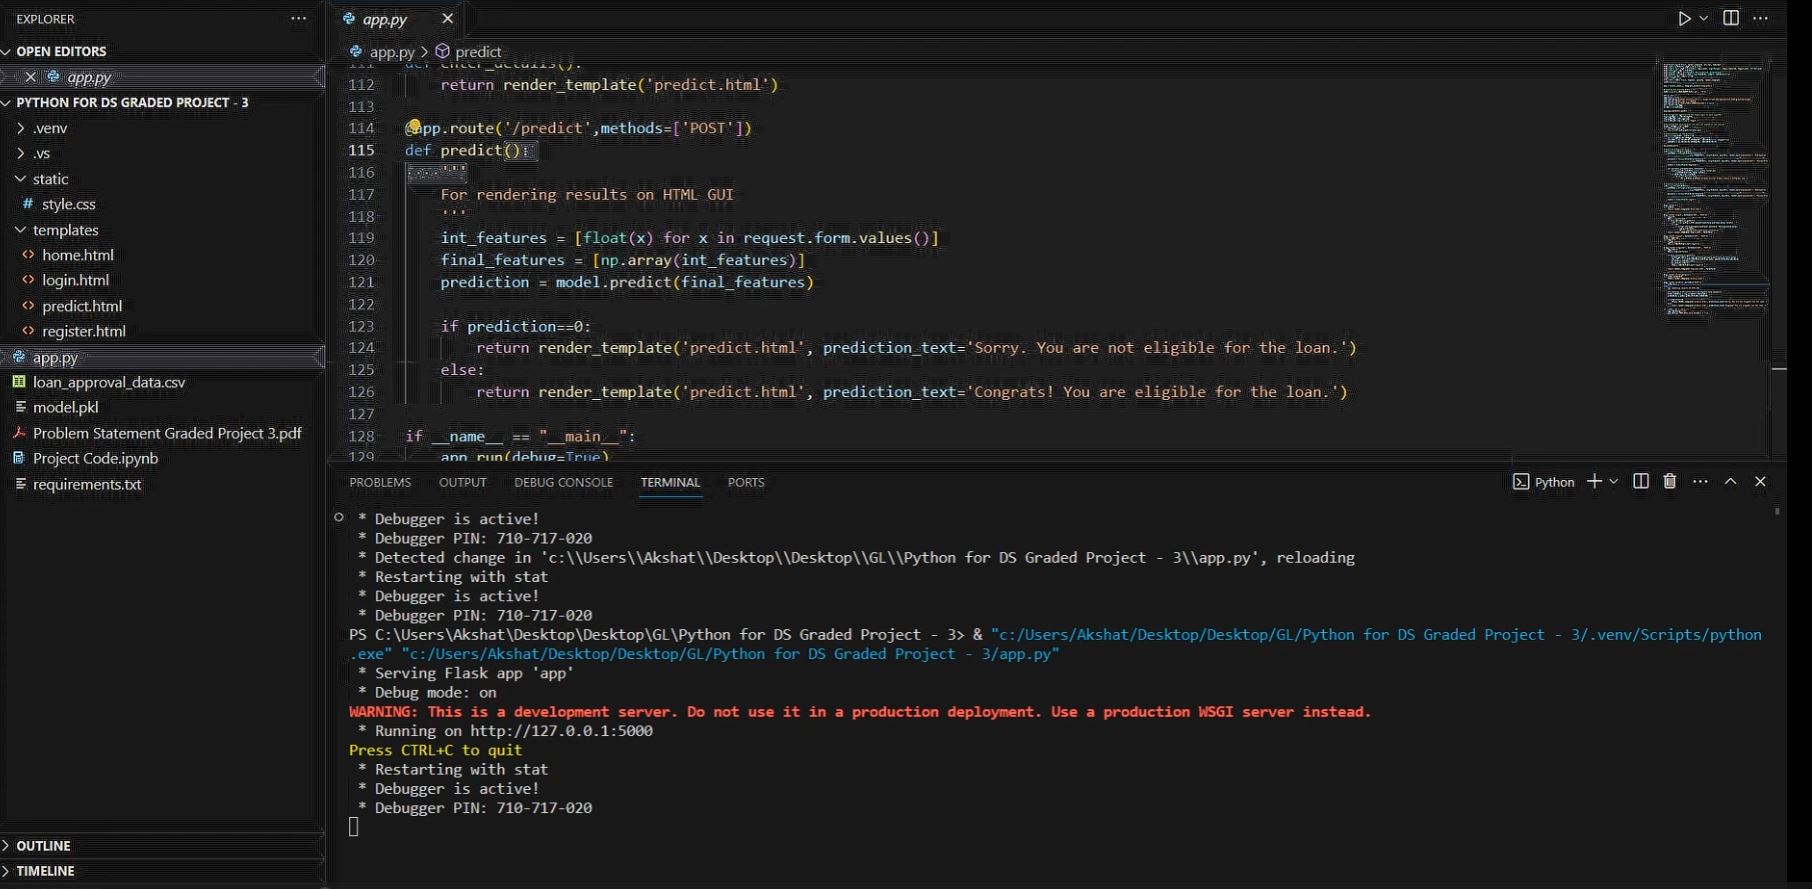 EXPLORER
OPEN EDITORS
app.py
PYTHON FOR DS GRADED PROJECT - 3
.venv
.vs
static
style.css
templates
home.html
login.html
predict.html
register.html
app.py
loan_approval_data.csv
model.pkl
Problem Statement Graded Project 3.pdf
Project Code.ipynb
requirements.txt
OUTLINE
TIMELINE
app.py
app.py > predict
111 def enter_details():
112 return render_template('predict.html')
113
114 @app.route('/predict',methods=['POST'])
115 def predict():
116 '''
117 For rendering results on HTML GUI
118 '''
119 int_features = [float(x) for x in request.form.values()]
120 final_features = [np.array(int_features)]
121 prediction = model.predict(final_features)
122
123 if prediction==0:
124 return render_template('predict.html', prediction_text='Sorry. You are not eligible for the loan.')
125 else:
126 return render_template('predict.html', prediction_text='Congrats! You are eligible for the loan.')
127
128 if __name__ == "__main__":
129 app.run(debug=True)
PROBLEMS OUTPUT DEBUG CONSOLE TERMINAL PORTS
Python
* Debugger is active!
* Debugger PIN: 710-717-020
* Detected change in 'c:\\Users\\Akshat\\Desktop\\Desktop\\GL\\Python for DS Graded Project - 3\\app.py', reloading
* Restarting with stat
* Debugger is active!
* Debugger PIN: 710-717-020
PS C:\Users\Akshat\Desktop\Desktop\GL\Python for DS Graded Project - 3> & "c:/Users/Akshat/Desktop/Desktop/GL/Python for DS Graded Project - 3/.venv/Scripts/python
.exe" "c:/Users/Akshat/Desktop/Desktop/GL/Python for DS Graded Project - 3/app.py"
* Serving Flask app 'app'
* Debug mode: on
WARNING: This is a development server. Do not use it in a production deployment. Use a production WSGI server instead.
* Running on http://127.0.0.1:5000
Press CTRL+C to quit
* Restarting with stat
* Debugger is active!
* Debugger PIN: 710-717-020